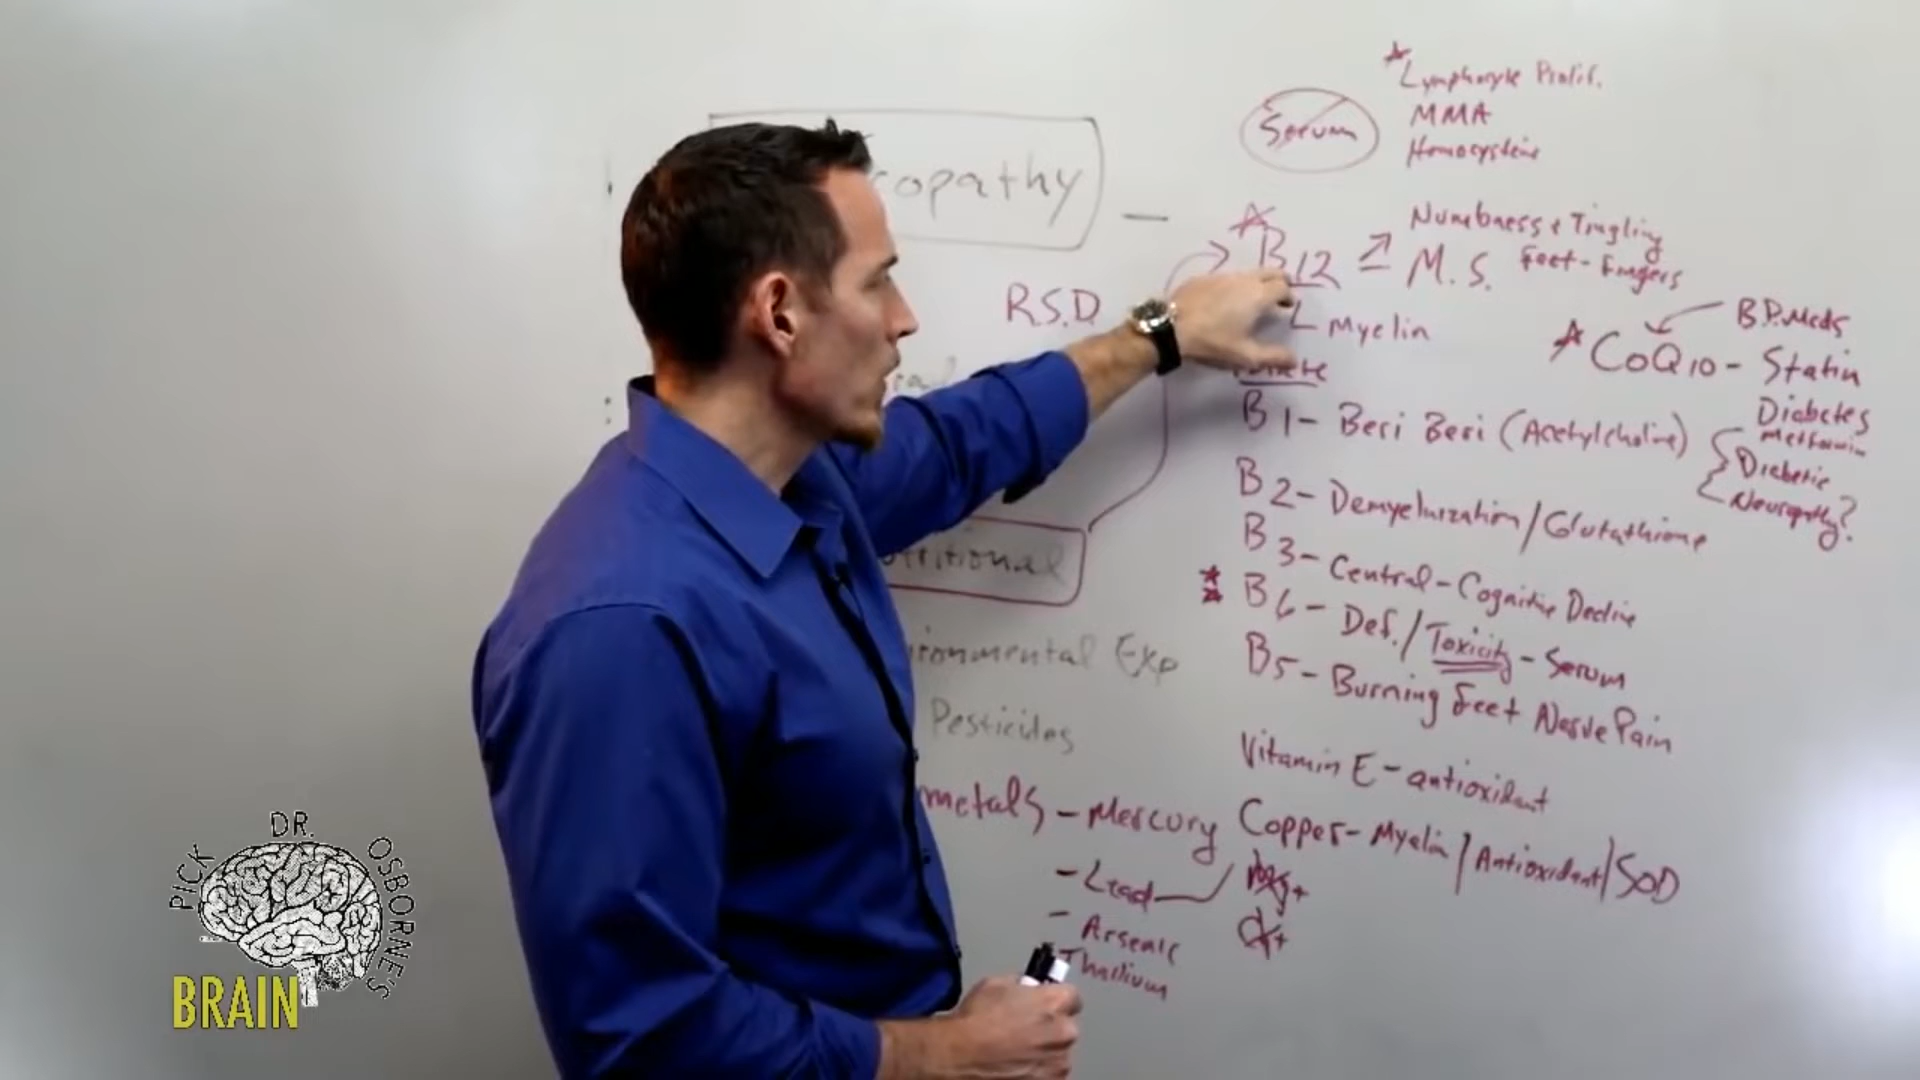 *Lymphocyte Prolif.
Serum
MMA
Homocysteine
opathy
—
*B12 = M.S.
Numbness + Tingling
Feet - Fingers
R.S.D
Myelin
B.P. Meds
*CoQ10 - Statin
B1 - Beri Beri (Acetylcholine)
Diabetes
Metformin
Diabetic
Neuropathy?
B2 - Demyelinization/Glutathione
B3 - Central - Cognitive Decline
tritional
** B6 - Def./Toxicity - Serum
B5 - Burning Feet Nerve Pain
ironmental Exp
Pesticides
Vitamin E - antioxidant
metals - Mercury
Copper - Myelin/Antioxidant/SOD
- Lead
- Arsenic
Thallium
PICK DR. OSBORNE'S
BRAIN